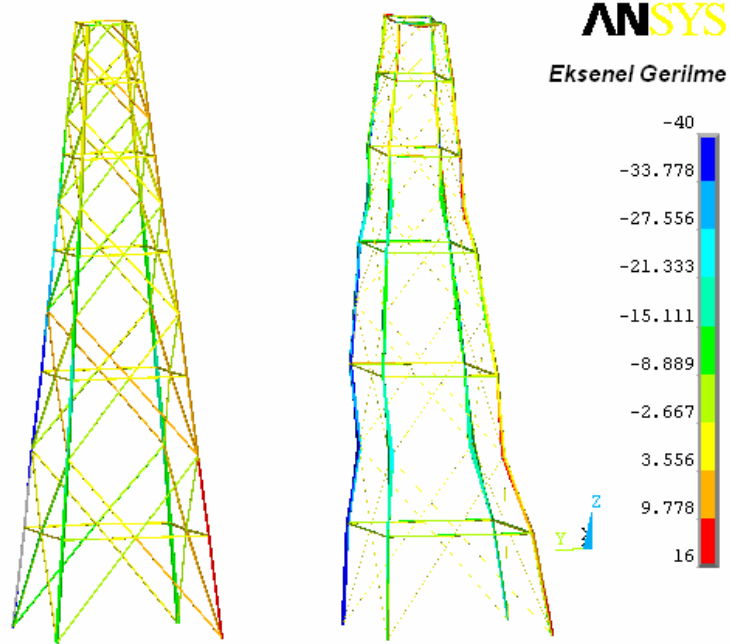 ANSYS
Eksenel Gerilme
-40
-33.778
-27.556
-21.333
-15.111
-8.889
-2.667
3.556
9.778
16
Z
Y